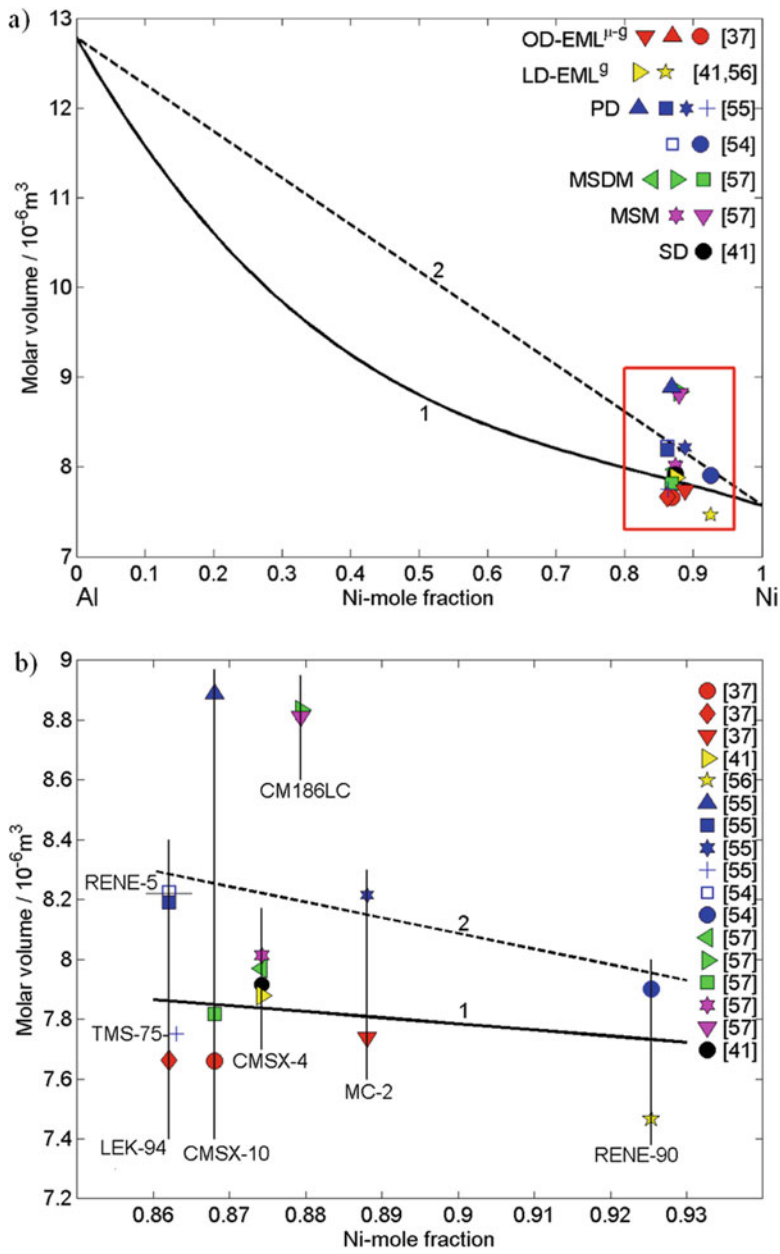 a)
13
12
11
10
9
8
7
Molar volume / 10⁻⁶m³
OD-EMLµ⁻ᵍ [37]
LD-EMLᵍ [41,56]
PD [55]
[54]
MSDM [57]
MSM [57]
SD [41]
2
1
0 0.1 0.2 0.3 0.4 0.5 0.6 0.7 0.8 0.9 1
Al Ni-mole fraction Ni
b)
9
8.8
8.6
8.4
8.2
8
7.8
7.6
7.4
7.2
Molar volume / 10⁻⁶m³
[37]
[37]
[37]
[41]
[56]
[55]
[55]
[55]
[55]
[54]
[54]
[57]
[57]
[57]
[57]
[57]
[41]
CM186LC
RENE-5
2
1
TMS-75
CMSX-4
MC-2
LEK-94
CMSX-10
RENE-90
0.86 0.87 0.88 0.89 0.9 0.91 0.92 0.93
Ni-mole fraction